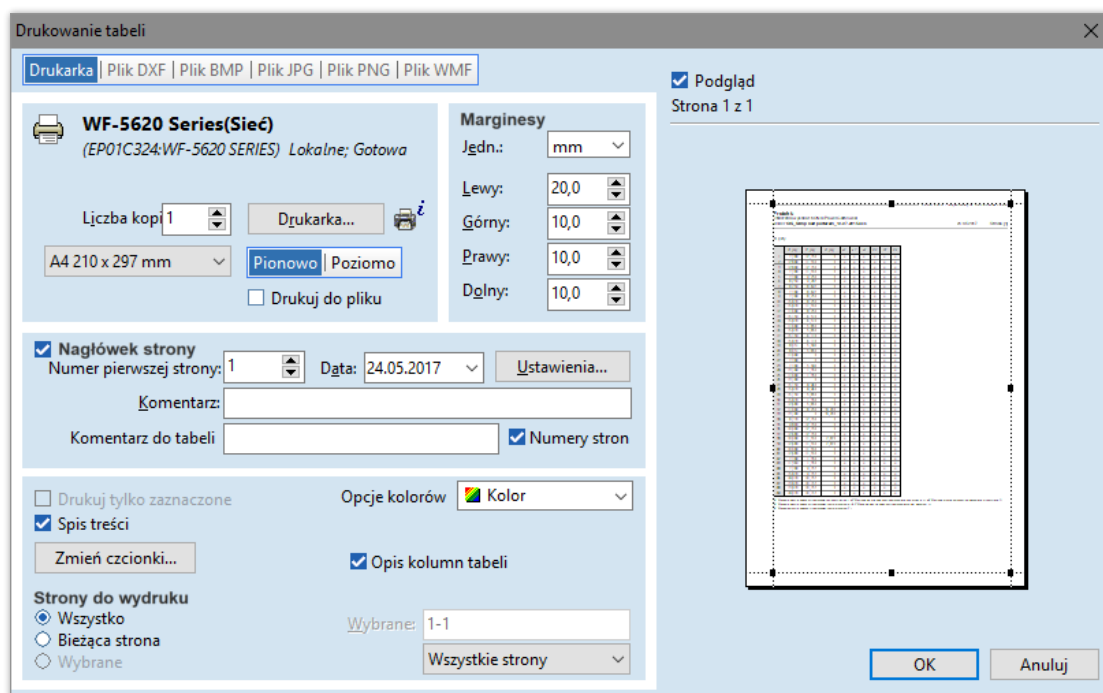 Drukowanie tabeli
Drukarka | Plik DXF | Plik BMP | Plik JPG | Plik PNG | Plik WMF
WF-5620 Series(Sieć)
(EP01C324:WF-5620 SERIES) Lokalne; Gotowa
Liczba kopi 1
Drukarka...
A4 210 x 297 mm
Pionowo | Poziomo
Drukuj do pliku
Marginesy
Jedn.: mm
Lewy: 20,0
Górny: 10,0
Prawy: 10,0
Dolny: 10,0
Nagłówek strony
Numer pierwszej strony: 1 Data: 24.05.2017 Ustawienia...
Komentarz:
Komentarz do tabeli Numery stron
Drukuj tylko zaznaczone Opcje kolorów Kolor
Spis treści
Zmień czcionki... Opis kolumn tabeli
Strony do wydruku
Wszystko Wybrane: 1-1
Bieżąca strona
Wybrane Wszystkie strony
Podgląd
Strona 1 z 1
OK Anuluj